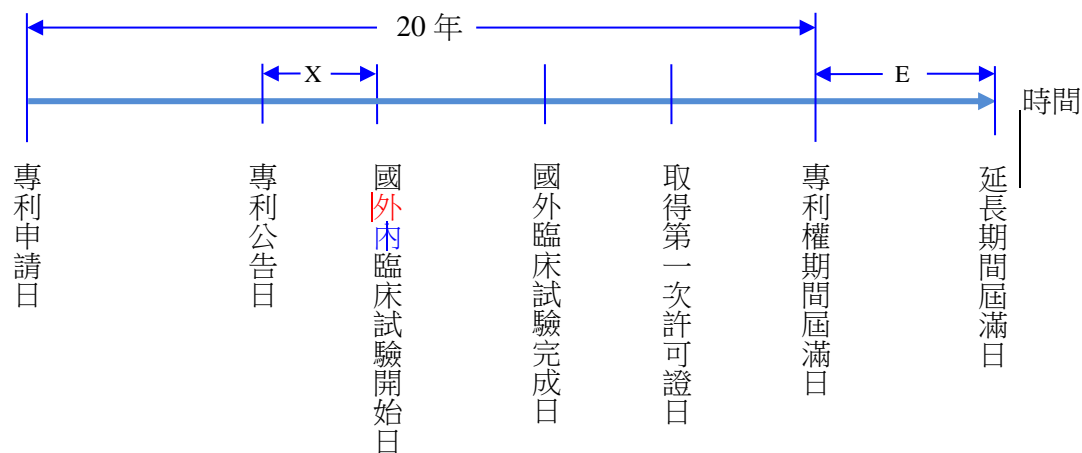 20 年
X
E
時間
專利申請日
專利公告日
國外內臨床試驗開始日
國外臨床試驗完成日
取得第一次許可證日
專利權期間屆滿日
延長期間屆滿日